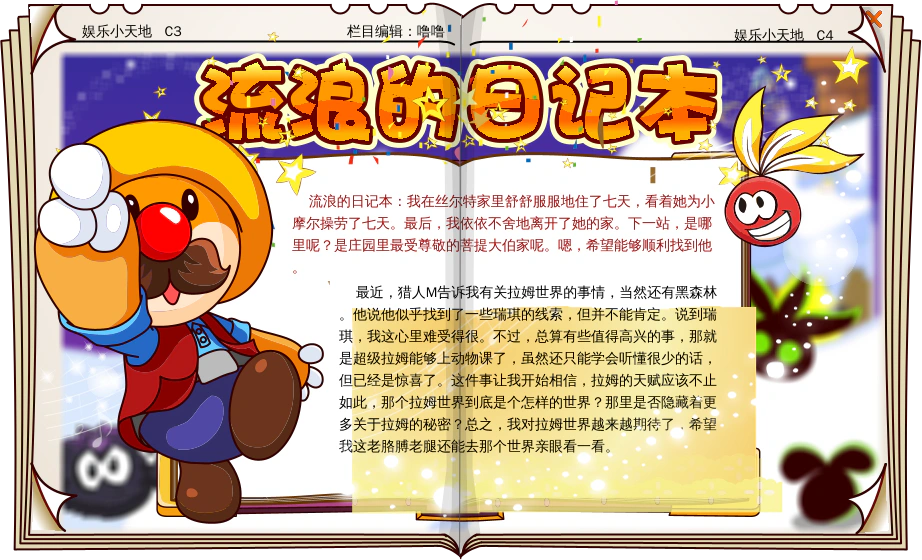 娱乐小天地 C3
栏目编辑：噜噜
娱乐小天地 C4
流浪的日记本
流浪的日记本：我在丝尔特家里舒舒服服地住了七天，看着她为小
摩尔操劳了七天。最后，我依依不舍地离开了她的家。下一站，是哪
里呢？是庄园里最受尊敬的菩提大伯家呢。嗯，希望能够顺利找到他
。
最近，猎人M告诉我有关拉姆世界的事情，当然还有黑森林
。他说他似乎找到了一些瑞琪的线索，但并不能肯定。说到瑞
琪，我这心里难受得很。不过，总算有些值得高兴的事，那就
是超级拉姆能够上动物课了，虽然还只能学会听懂很少的话，
但已经是惊喜了。这件事让我开始相信，拉姆的天赋应该不止
如此，那个拉姆世界到底是个怎样的世界？那里是否隐藏着更
多关于拉姆的秘密？总之，我对拉姆世界越来越期待了．希望
我这老胳膊老腿还能去那个世界亲眼看一看。